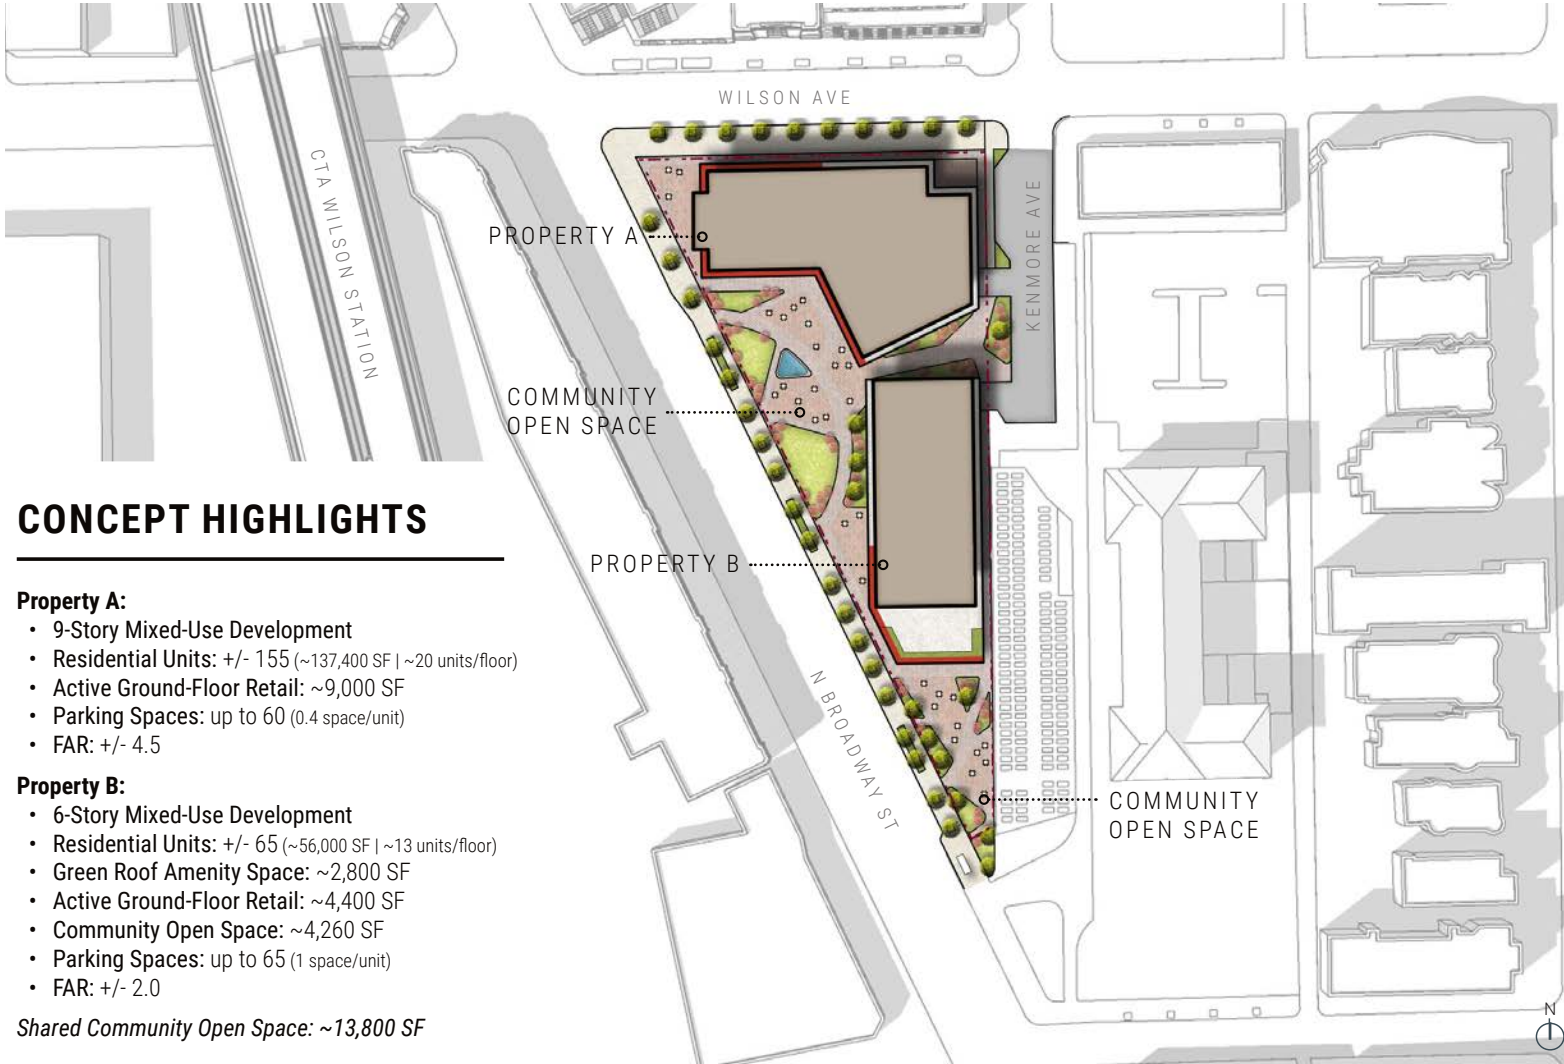 WILSON AVE
CTA WILSON STATION
KENMORE AVE
PROPERTY A
COMMUNITY
OPEN SPACE
PROPERTY B
N BROADWAY ST
COMMUNITY
OPEN SPACE
CONCEPT HIGHLIGHTS
Property A:
• 9-Story Mixed-Use Development
• Residential Units: +/- 155 (~137,400 SF | ~20 units/floor)
• Active Ground-Floor Retail: ~9,000 SF
• Parking Spaces: up to 60 (0.4 space/unit)
• FAR: +/- 4.5
Property B:
• 6-Story Mixed-Use Development
• Residential Units: +/- 65 (~56,000 SF | ~13 units/floor)
• Green Roof Amenity Space: ~2,800 SF
• Active Ground-Floor Retail: ~4,400 SF
• Community Open Space: ~4,260 SF
• Parking Spaces: up to 65 (1 space/unit)
• FAR: +/- 2.0
Shared Community Open Space: ~13,800 SF
N